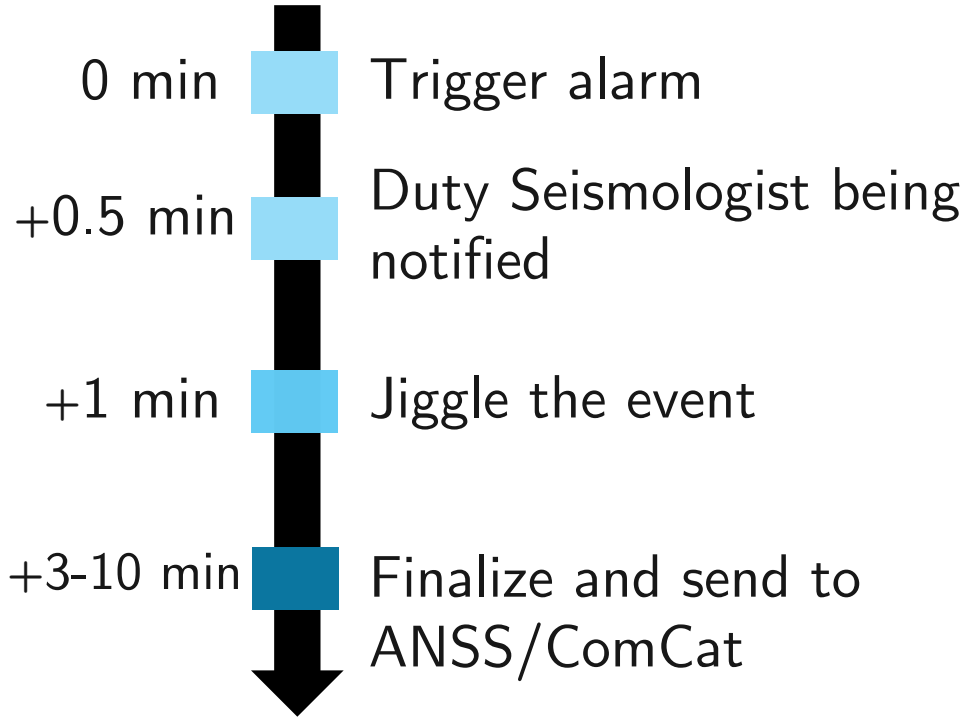 0 min
Trigger alarm
+0.5 min
Duty Seismologist being
notified
+1 min
Jiggle the event
+3-10 min
Finalize and send to
ANSS/ComCat